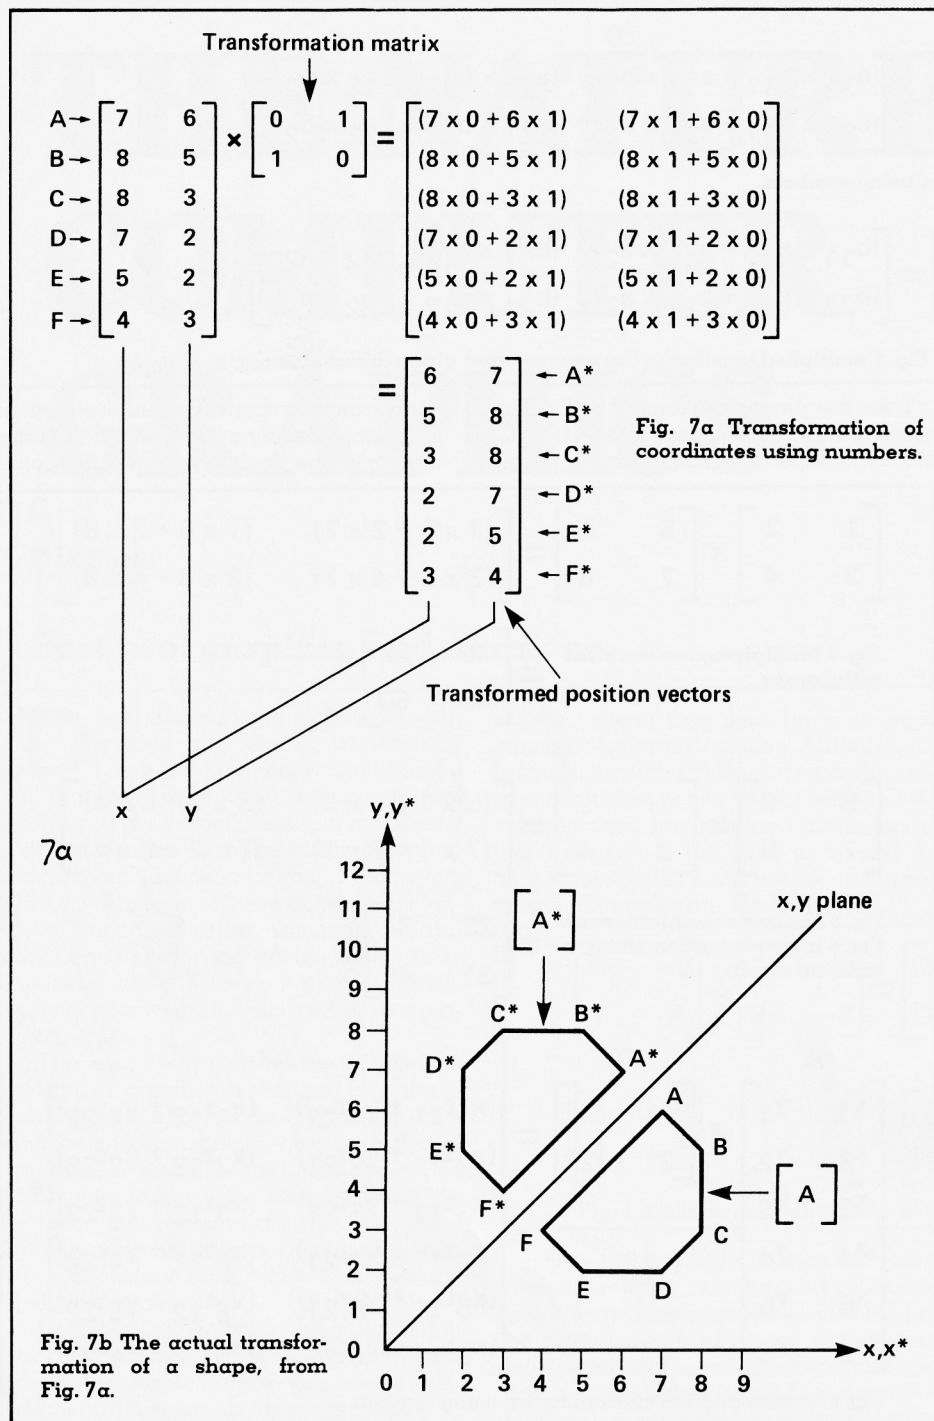 Transformation matrix
A→ 7 6 × 0 1 = (7 x 0 + 6 x 1) (7 x 1 + 6 x 0)
B→ 8 5 1 0 (8 x 0 + 5 x 1) (8 x 1 + 5 x 0)
C→ 8 3 (8 x 0 + 3 x 1) (8 x 1 + 3 x 0)
D→ 7 2 (7 x 0 + 2 x 1) (7 x 1 + 2 x 0)
E→ 5 2 (5 x 0 + 2 x 1) (5 x 1 + 2 x 0)
F→ 4 3 (4 x 0 + 3 x 1) (4 x 1 + 3 x 0)
= 6 7 ←A*
5 8 ←B*
3 8 ←C*
2 7 ←D*
2 5 ←E*
3 4 ←F*
Fig. 7a Transformation of
coordinates using numbers.
Transformed position vectors
x y
7a
y,y*
12
11
10
9
8
7
6
5
4
3
2
1
0
0 1 2 3 4 5 6 7 8 9
x,x*
x,y plane
[A*]
C* B*
D* A*
E*
F*
A
B
[A]
C
F
E D
Fig. 7b The actual transfor-
mation of a shape, from
Fig. 7a.